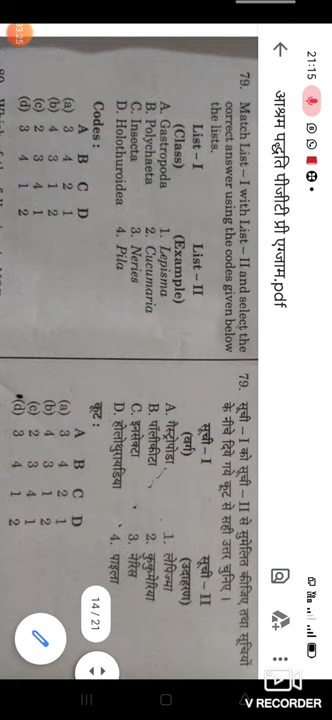 21:15
आश्रम पद्धति पीजीटी प्री एग्जाम.pdf
79. Match List – I with List – II and select the
correct answer using the codes given below
the lists.
List – I List – II
(Class) (Example)
A. Gastropoda 1. Lepisma
B. Polychaeta 2. Cucumaria
C. Insecta 3. Neries
D. Holothuroidea 4. Pila
Codes :
A B C D
(a) 3 4 2 1
(b) 4 3 1 2
(c) 2 3 4 1
(d) 3 4 1 2
79. सूची – I को सूची – II से सुमेलित कीजिए तथा सूचियों
के नीचे दिये गये कूट से सही उत्तर चुनिए ।
सूची – I सूची – II
(वर्ग) (उदाहरण)
A. गैस्ट्रोपोडा 1. लेपिज्मा
B. पॉलीकीटा 2. कुकुमेरिया
C. इनसेक्टा 3. नेरिस
D. होलोथुरायडिया 4. पाइला
कूट :
A B C D
(a) 3 4 2 1
(b) 4 3 1 2
(c) 2 3 4 1
(d) 3 4 1 2
14 / 21
V RECORDER